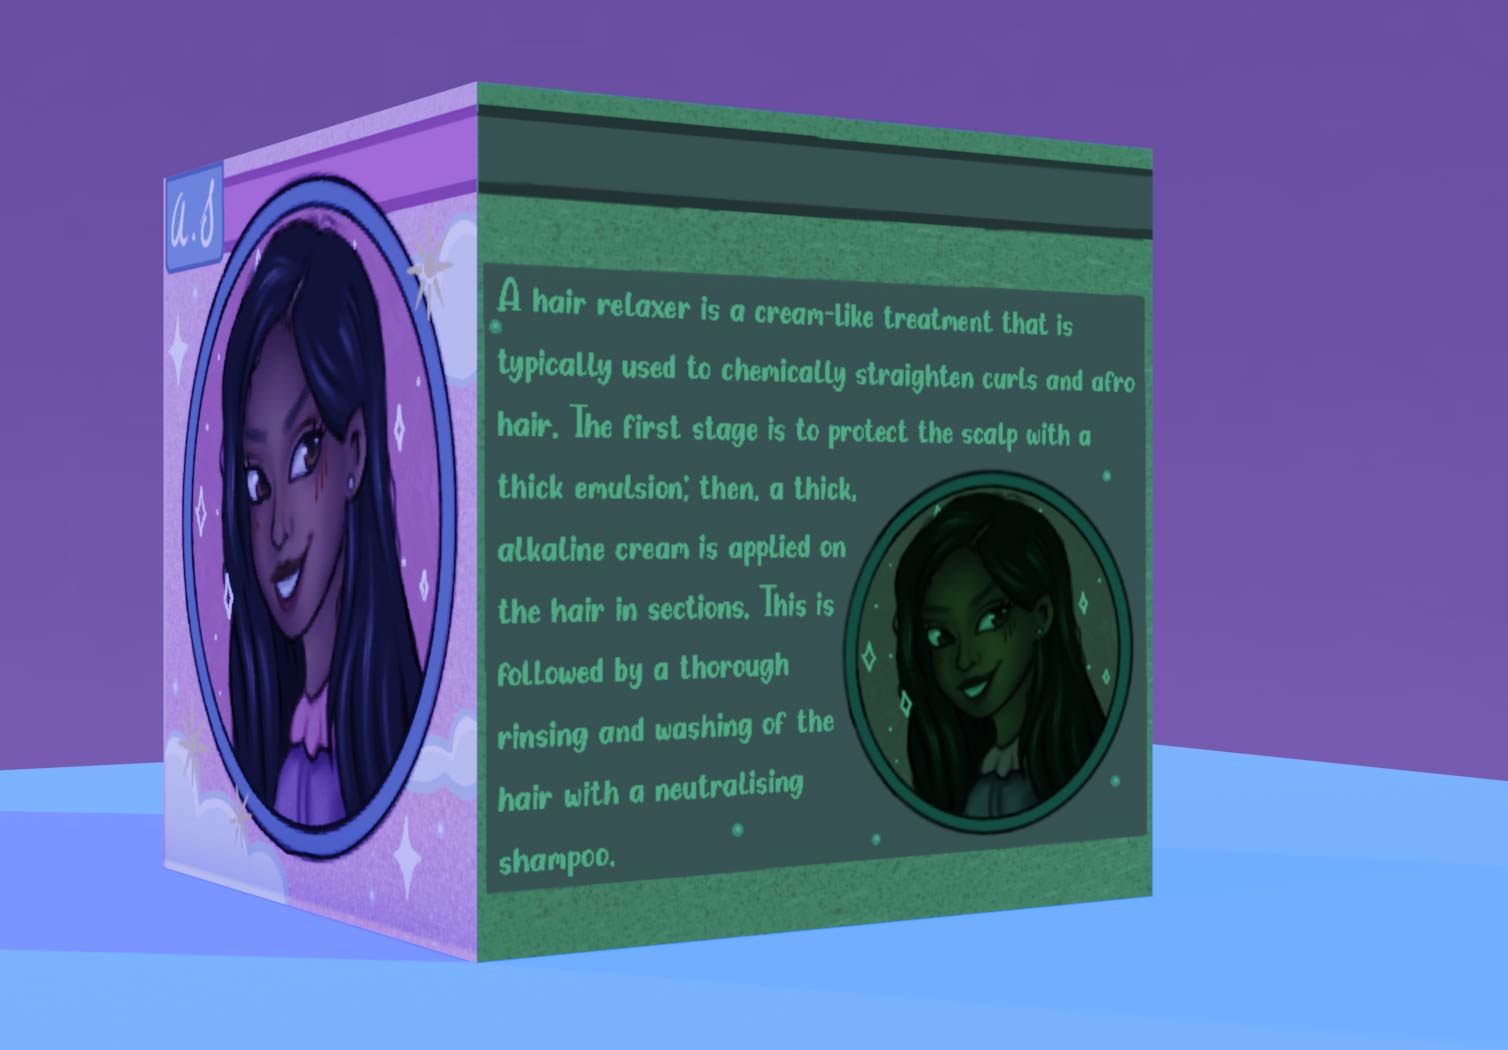 a.s
A hair relaxer is a cream-like treatment that is
typically used to chemically straighten curls and afro
hair. The first stage is to protect the scalp with a
thick emulsion; then, a thick,
alkaline cream is applied on
the hair in sections. This is
followed by a thorough
rinsing and washing of the
hair with a neutralising
shampoo.